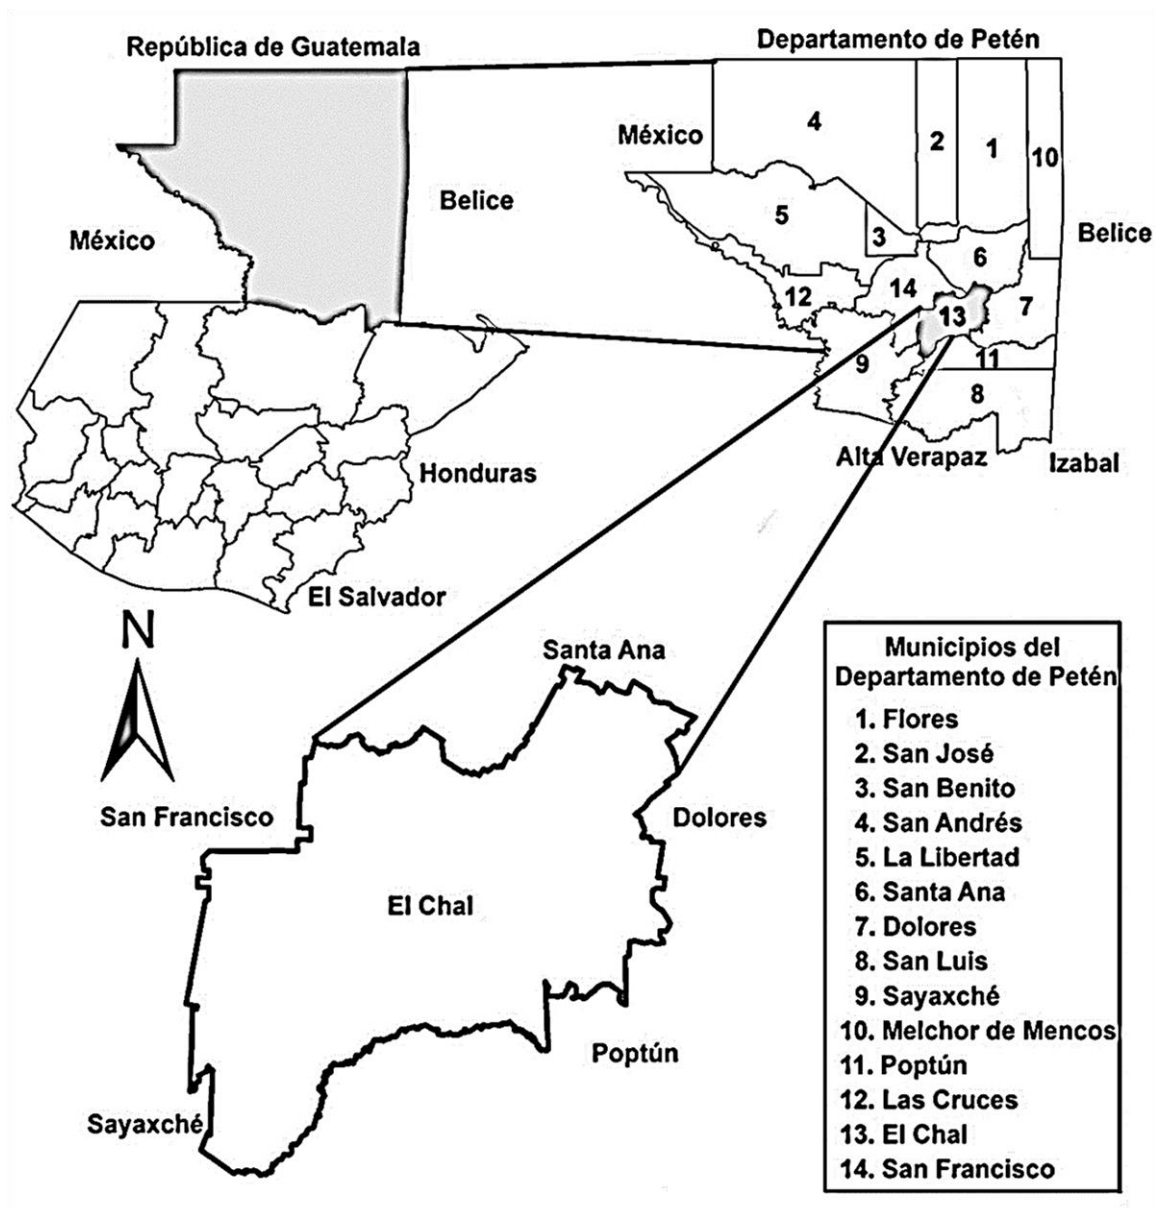 República de Guatemala
Departamento de Petén
México
Belice
México
Belice
4
2
1
10
5
3
6
14
12
13
7
9
11
8
Honduras
Alta Verapaz
Izabal
El Salvador
N
Santa Ana
San Francisco
Dolores
El Chal
Poptún
Sayaxché
Municipios del
Departamento de Petén
1. Flores
2. San José
3. San Benito
4. San Andrés
5. La Libertad
6. Santa Ana
7. Dolores
8. San Luis
9. Sayaxché
10. Melchor de Mencos
11. Poptún
12. Las Cruces
13. El Chal
14. San Francisco